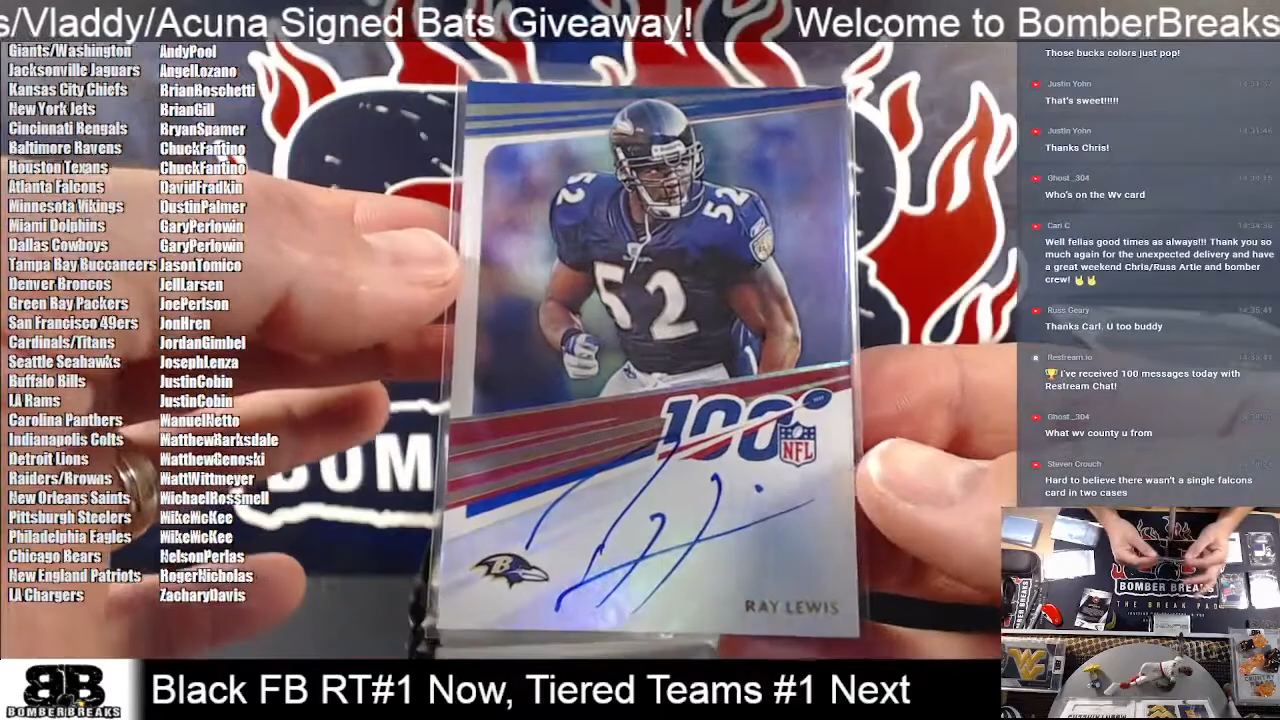 s/Vladdy/Acuna Signed Bats Giveaway! Welcome to BomberBreaks
Giants/Washington AndyPool
Jacksonville Jaguars AngelLozano
Kansas City Chiefs BrianBoschetti
New York Jets BrianGill
Cincinnati Bengals BryanSpamer
Baltimore Ravens ChuckFantino
Houston Texans ChuckFantino
Atlanta Falcons DavidFradkin
Minnesota Vikings DustinPalmer
Miami Dolphins GaryPerlowin
Dallas Cowboys GaryPerlowin
Tampa Bay Buccaneers JasonTomico
Denver Broncos JeffLarsen
Green Bay Packers JoePerlson
San Francisco 49ers JonHren
Cardinals/Titans JordanGimbel
Seattle Seahawks JosephLenza
Buffalo Bills JustinCobin
LA Rams JustinCobin
Carolina Panthers ManuelNetto
Indianapolis Colts MatthewBarksdale
Detroit Lions MatthewGenoski
Raiders/Browns MattWittmeyer
New Orleans Saints MichaelRossmell
Pittsburgh Steelers MikeMcKee
Philadelphia Eagles MikeMcKee
Chicago Bears NelsonPerlas
New England Patriots RogerNicholas
LA Chargers ZacharyDavis
52
52
52
100
NFL
RAY LEWIS
BOM
Those bucks colors just pop!
Justin Yohn
That's sweet!!!!!
Justin Yohn
Thanks Chris!
Ghost_304
Who's on the Wv card
Carl C
Well fellas good times as always!!! Thank you so
much again for the unexpected delivery and have
a great weekend Chris/Russ Artie and bomber
crew! 🤘🤘
Russ Geary
Thanks Carl. U too buddy
Restream.io
🏆 I've received 100 messages today with
Restream Chat!
Ghost_304
What wv county u from
Steven Crouch
Hard to believe there wasn't a single falcons
card in two cases
BOMBER BREAKS
THE BREAK PAD
BB
BOMBERBREAKS
Black FB RT#1 Now, Tiered Teams #1 Next